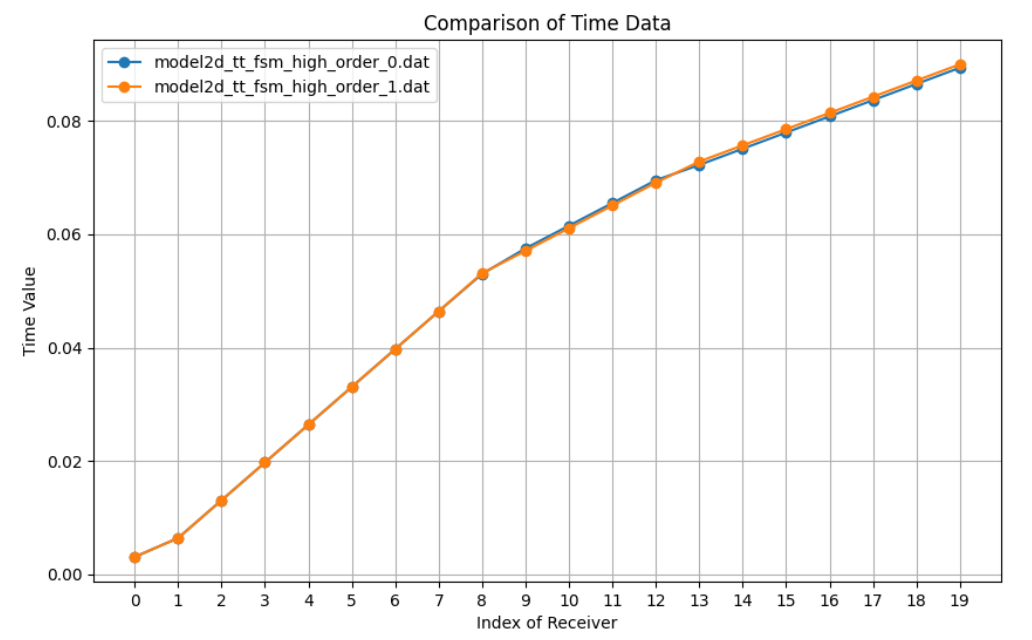 Comparison of Time Data
model2d_tt_fsm_high_order_0.dat
model2d_tt_fsm_high_order_1.dat
Time Value
0.08
0.06
0.04
0.02
0.00
0 1 2 3 4 5 6 7 8 9 10 11 12 13 14 15 16 17 18 19
Index of Receiver